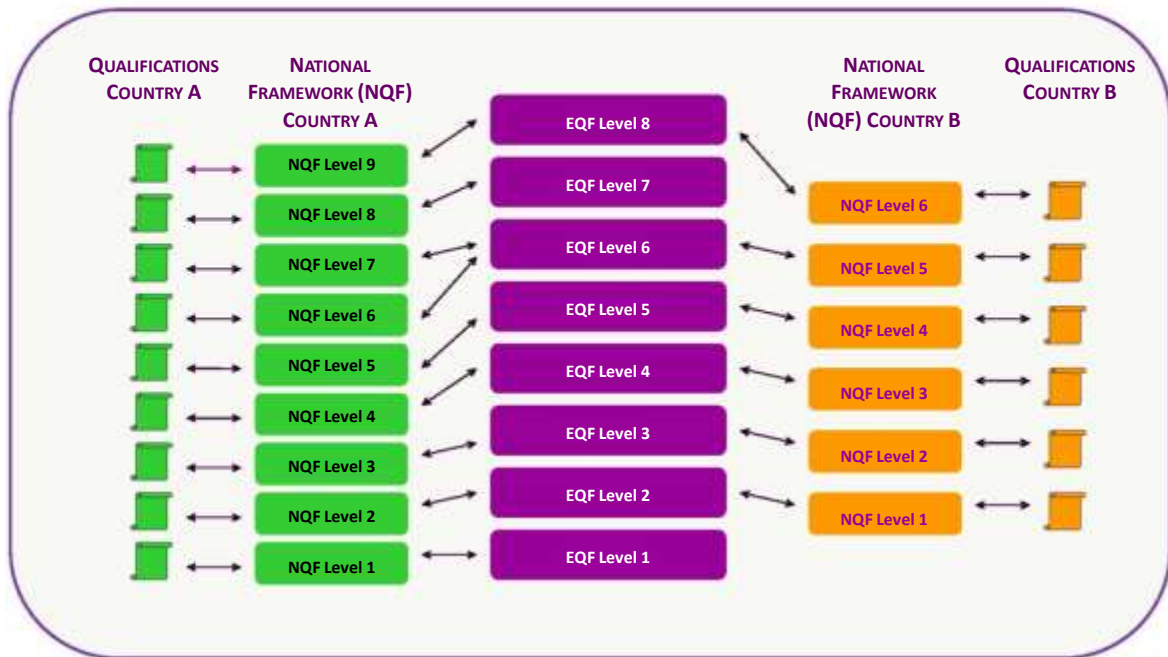 QUALIFICATIONS
COUNTRY A
NATIONAL
FRAMEWORK (NQF)
COUNTRY A
NATIONAL
FRAMEWORK
(NQF) COUNTRY B
QUALIFICATIONS
COUNTRY B
NQF Level 9
NQF Level 8
NQF Level 7
NQF Level 6
NQF Level 5
NQF Level 4
NQF Level 3
NQF Level 2
NQF Level 1
EQF Level 8
EQF Level 7
EQF Level 6
EQF Level 5
EQF Level 4
EQF Level 3
EQF Level 2
EQF Level 1
NQF Level 6
NQF Level 5
NQF Level 4
NQF Level 3
NQF Level 2
NQF Level 1